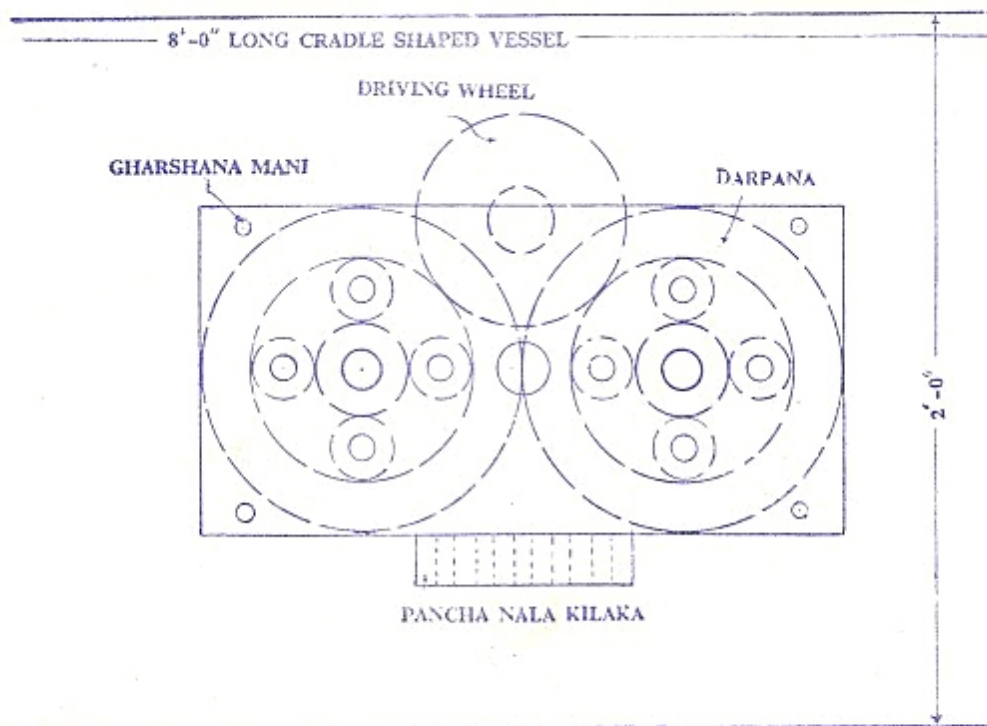 8'-0" LONG CRADLE SHAPED VESSEL
DRIVING WHEEL
GHARSHANA MANI
DARPANA
2'-0"
PANCHA NALA KILAKA